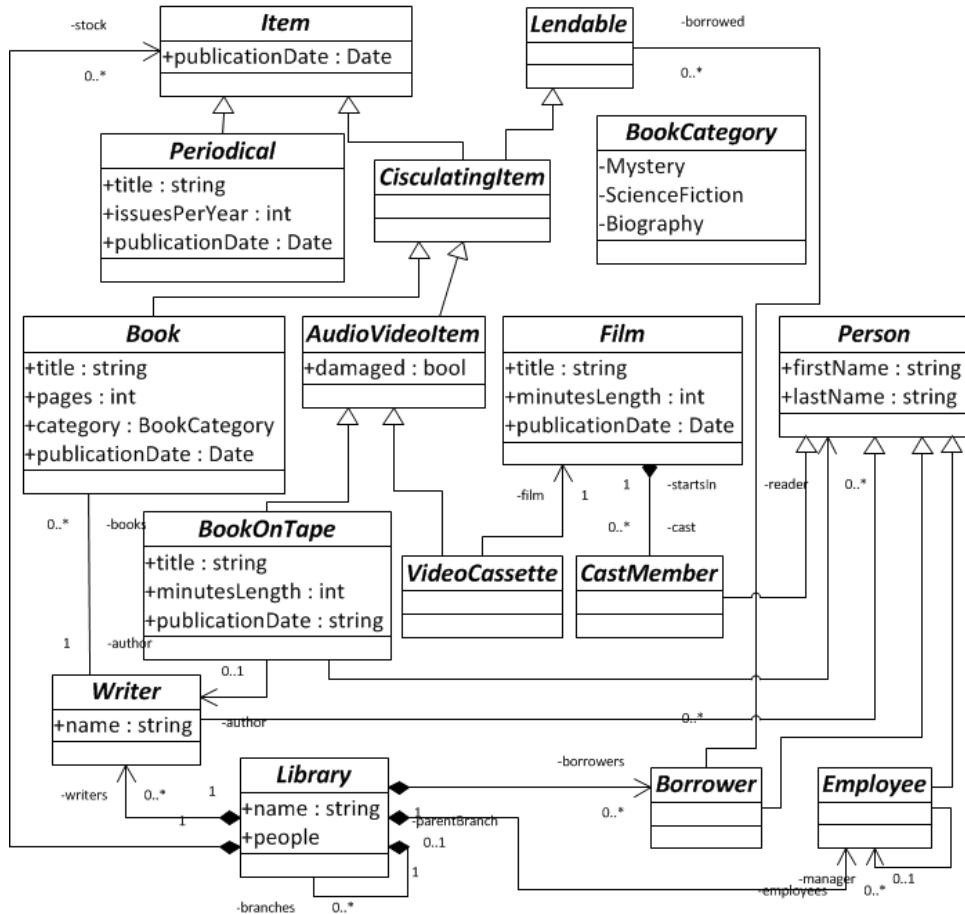 Item
+publicationDate : Date
-stock
0..*
Lendable
-borrowed
0..*
Periodical
+title : string
+issuesPerYear : int
+publicationDate : Date
CisculatingItem
BookCategory
-Mystery
-ScienceFiction
-Biography
Book
+title : string
+pages : int
+category : BookCategory
+publicationDate : Date
AudioVideoItem
+damaged : bool
Film
+title : string
+minutesLength : int
+publicationDate : Date
Person
+firstName : string
+lastName : string
0..*
-books
-film
1
1
-startsIn
0..*
-cast
-reader
0..*
BookOnTape
+title : string
+minutesLength : int
+publicationDate : string
VideoCassette
CastMember
1
-author
0..1
Writer
+name : string
-author
0..*
-writers
0..*
1
1
Library
+name : string
+people
-borrowers
0..*
1
-parentBranch
0..1
1
-branches
0..*
Borrower
Employee
-manager
0..1
-employees
0..*